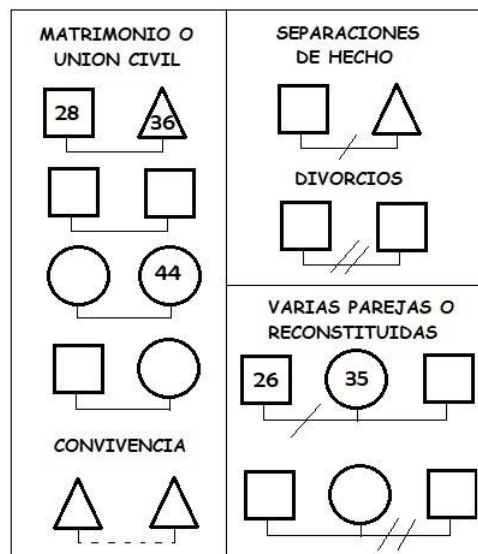 MATRIMONIO O
UNION CIVIL
28
36
44
CONVIVENCIA
SEPARACIONES
DE HECHO
DIVORCIOS
VARIAS PAREJAS O
RECONSTITUIDAS
26
35